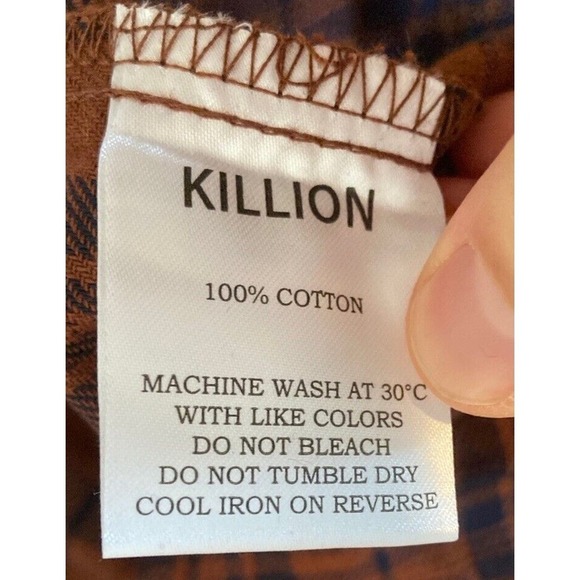 KILLION
100% COTTON
MACHINE WASH AT 30°C
WITH LIKE COLORS
DO NOT BLEACH
DO NOT TUMBLE DRY
COOL IRON ON REVERSE